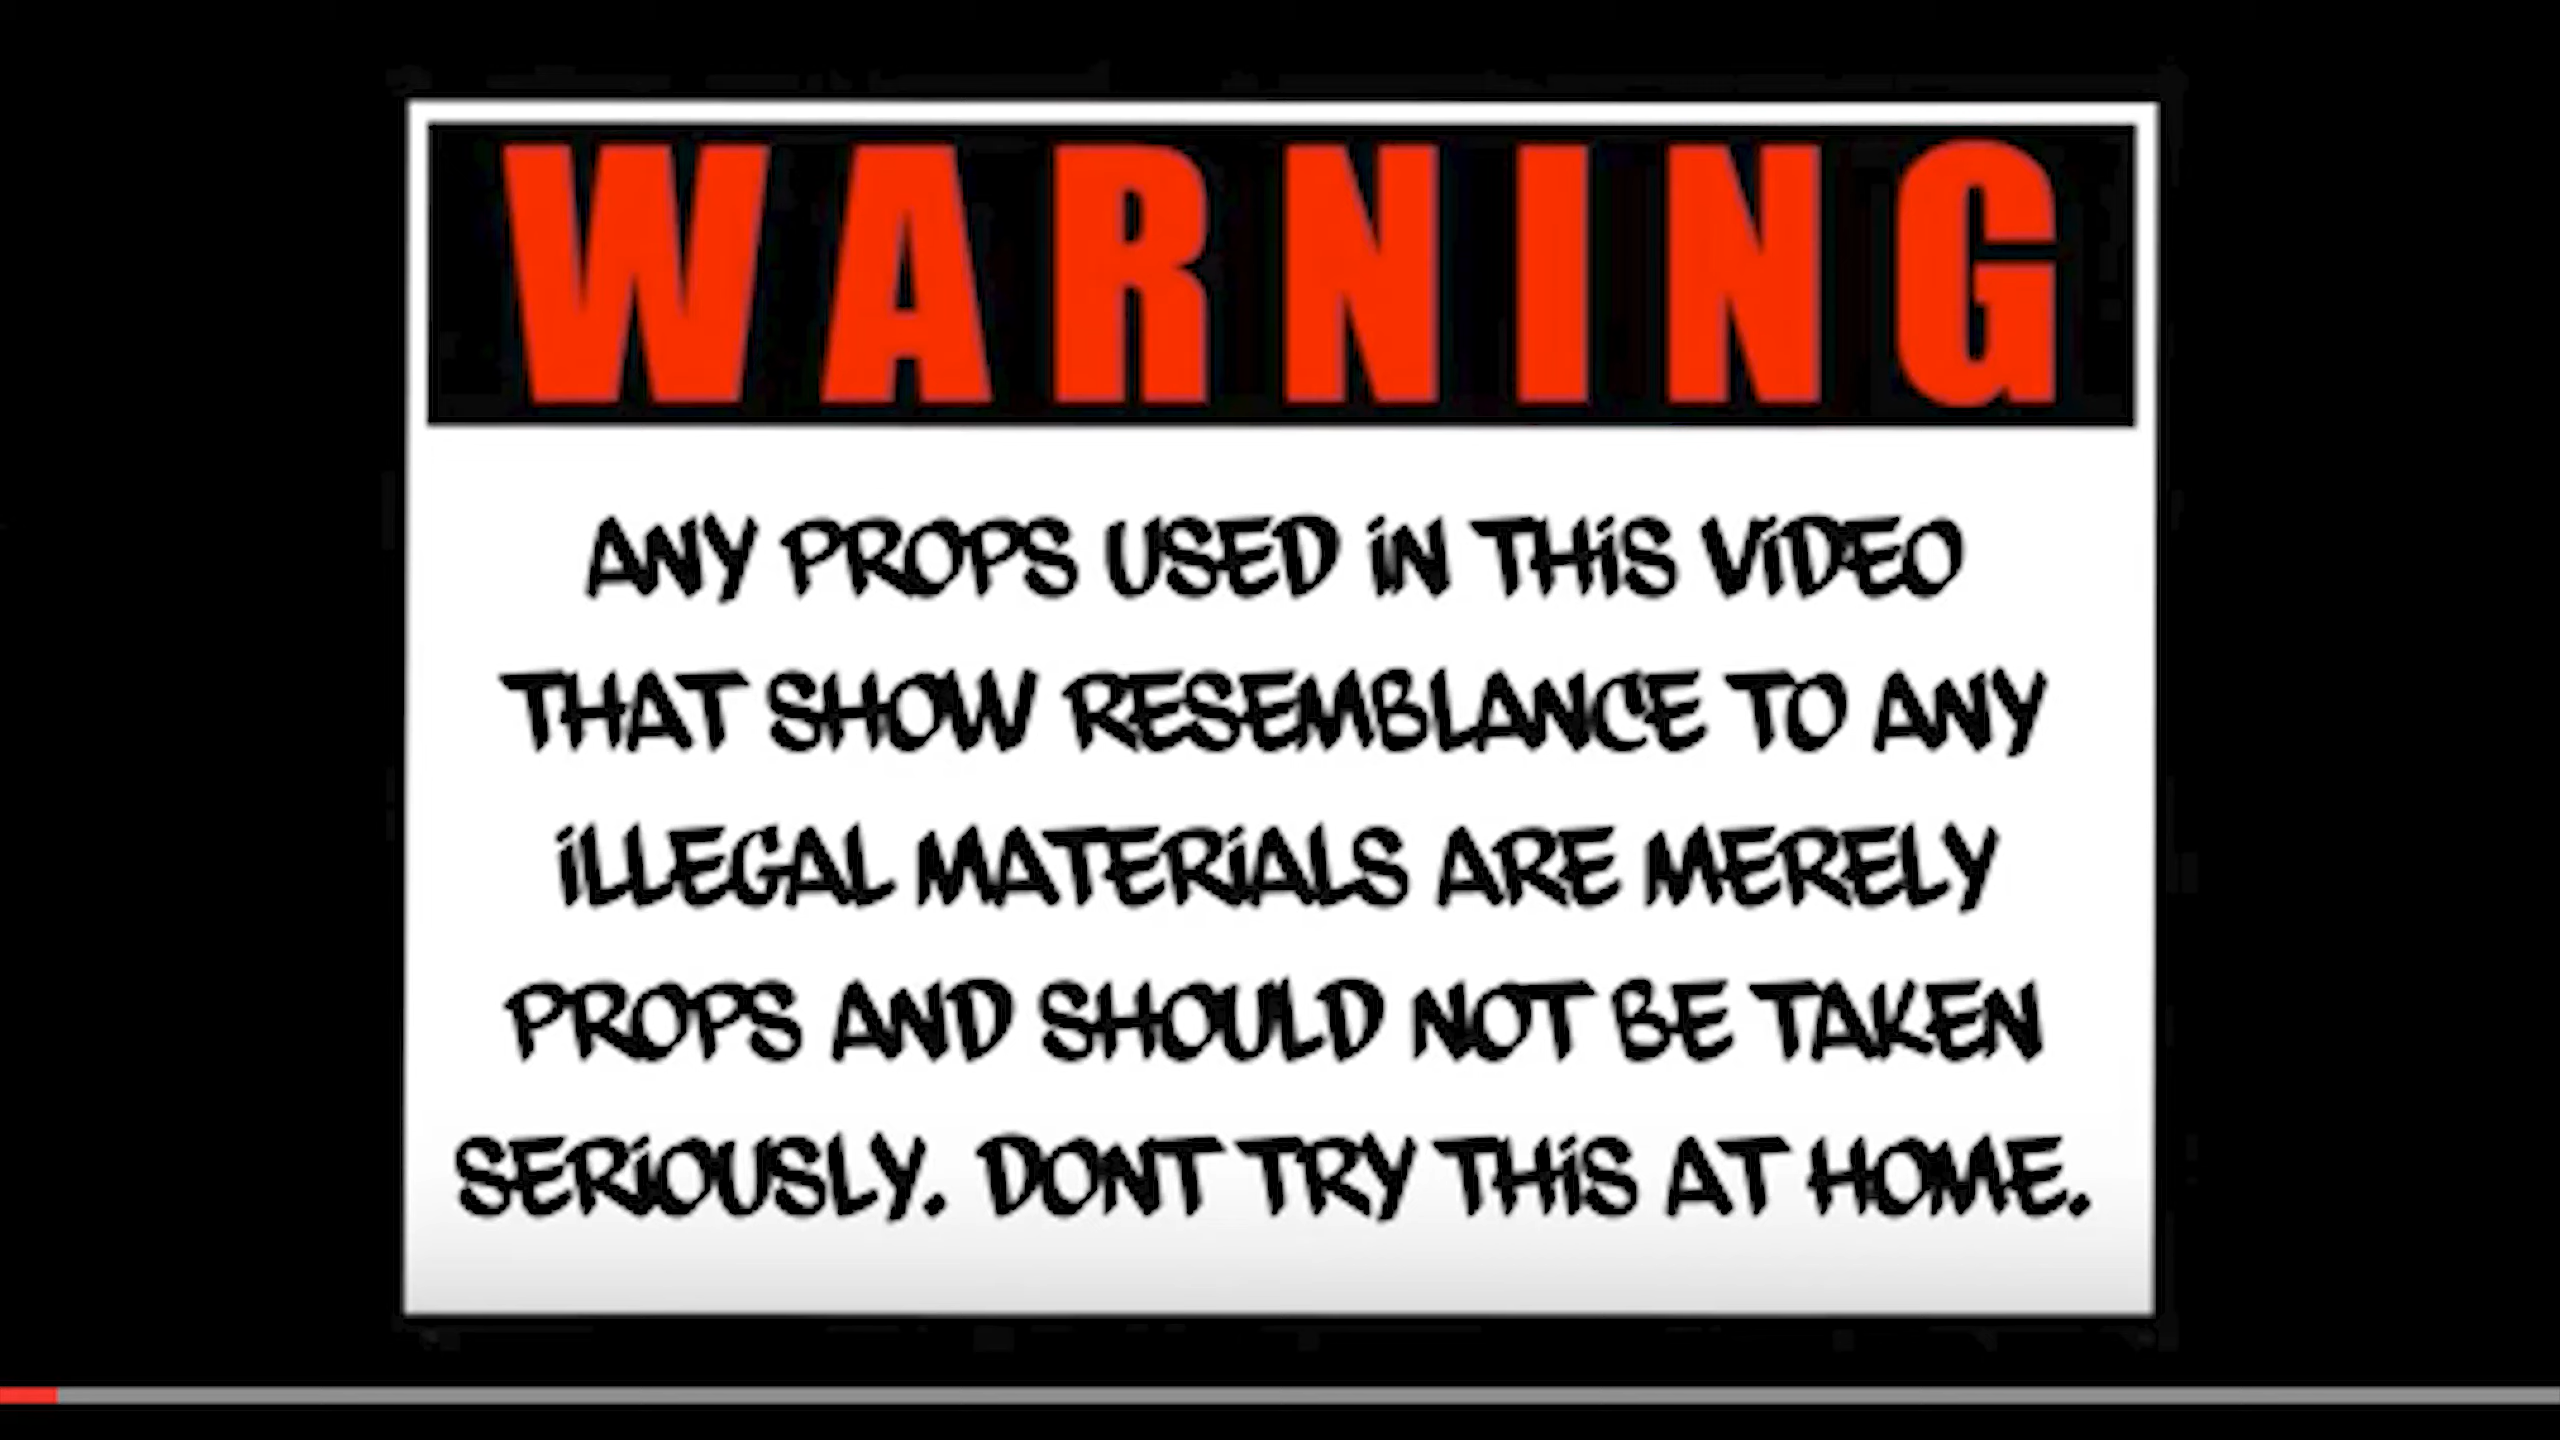 WARNING
ANY PROPS USED iN THiS ViDEO
THAT SHOW RESEMBLANCE TO ANY
iLLEGAL MATERiALS ARE MERELY
PROPS AND SHOULD NOT BE TAKEN
SERiOUSLY. DONT TRY THiS AT HOME.